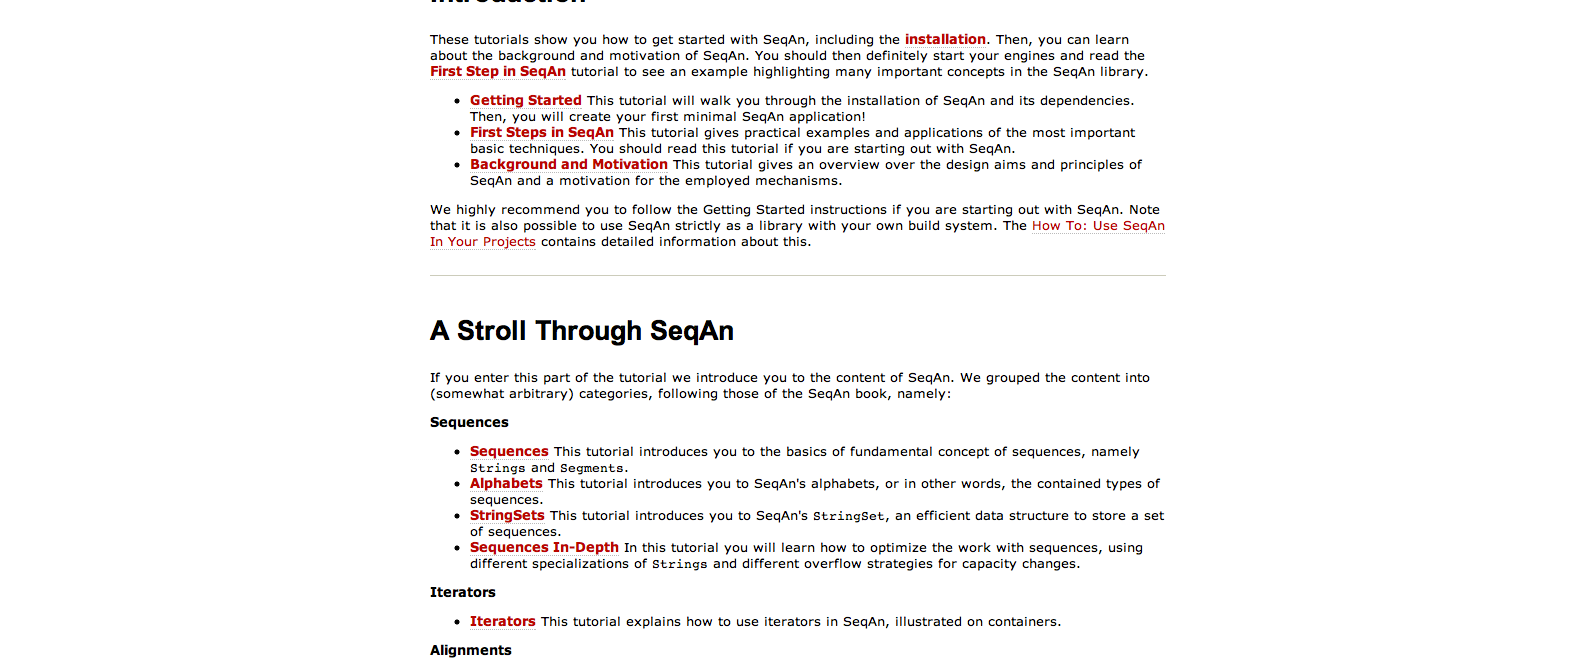 Introduction
These tutorials show you how to get started with SeqAn, including the installation. Then, you can learn
about the background and motivation of SeqAn. You should then definitely start your engines and read the
First Step in SeqAn tutorial to see an example highlighting many important concepts in the SeqAn library.
• Getting Started This tutorial will walk you through the installation of SeqAn and its dependencies.
Then, you will create your first minimal SeqAn application!
• First Steps in SeqAn This tutorial gives practical examples and applications of the most important
basic techniques. You should read this tutorial if you are starting out with SeqAn.
• Background and Motivation This tutorial gives an overview over the design aims and principles of
SeqAn and a motivation for the employed mechanisms.
We highly recommend you to follow the Getting Started instructions if you are starting out with SeqAn. Note
that it is also possible to use SeqAn strictly as a library with your own build system. The How To: Use SeqAn
In Your Projects contains detailed information about this.
A Stroll Through SeqAn
If you enter this part of the tutorial we introduce you to the content of SeqAn. We grouped the content into
(somewhat arbitrary) categories, following those of the SeqAn book, namely:
Sequences
• Sequences This tutorial introduces you to the basics of fundamental concept of sequences, namely
Strings and Segments.
• Alphabets This tutorial introduces you to SeqAn's alphabets, or in other words, the contained types of
sequences.
• StringSets This tutorial introduces you to SeqAn's StringSet, an efficient data structure to store a set
of sequences.
• Sequences In-Depth In this tutorial you will learn how to optimize the work with sequences, using
different specializations of Strings and different overflow strategies for capacity changes.
Iterators
• Iterators This tutorial explains how to use iterators in SeqAn, illustrated on containers.
Alignments